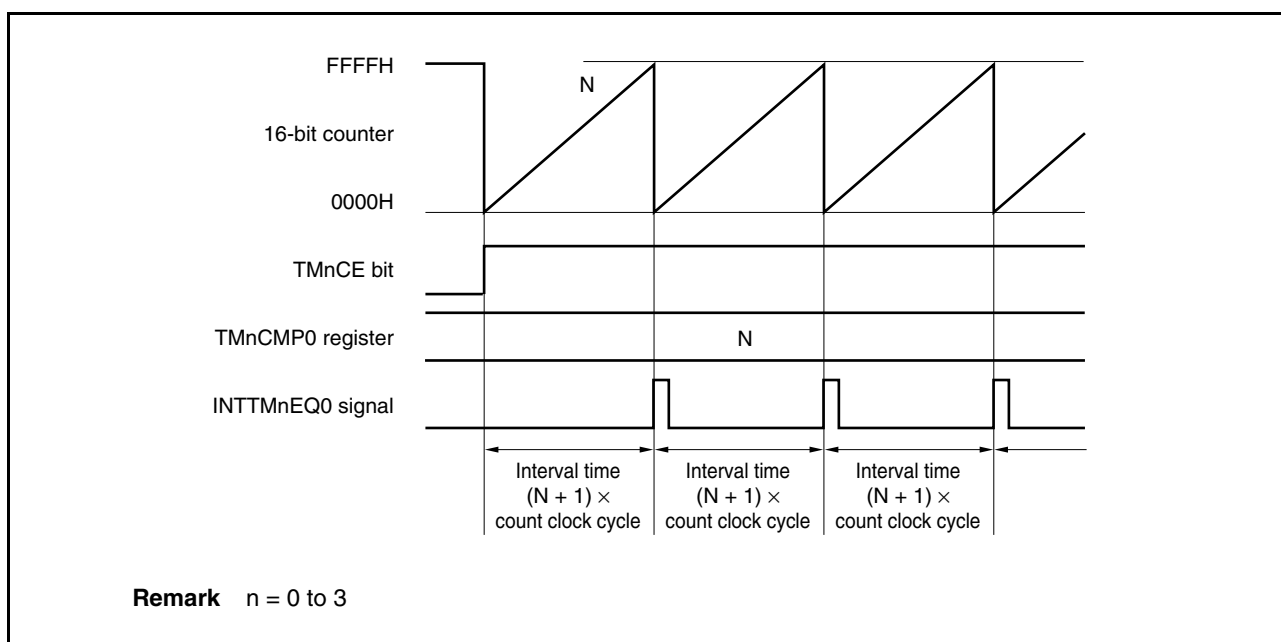 FFFFH
N
16-bit counter
0000H
TMnCE bit
TMnCMP0 register
N
INTTMnEQ0 signal
Interval time
(N + 1) ×
count clock cycle
Interval time
(N + 1) ×
count clock cycle
Interval time
(N + 1) ×
count clock cycle
Remark n = 0 to 3